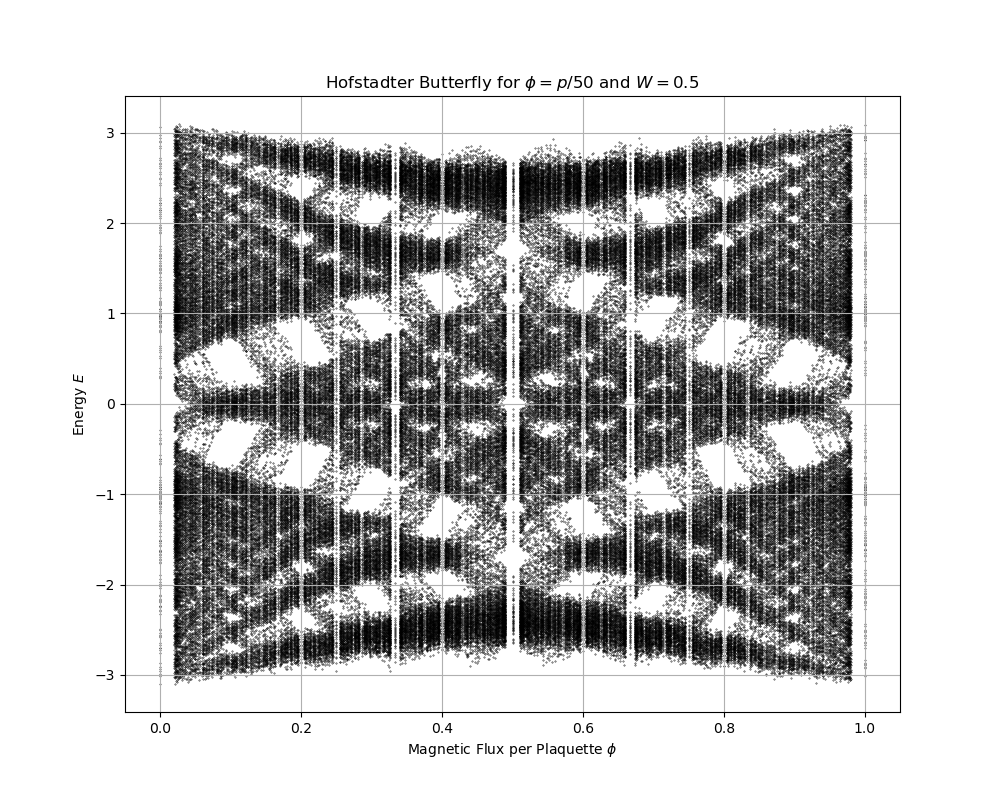 Hofstadter Butterfly for ϕ = p/50 and W = 0.5
3
2
1
0
−1
−2
−3
Energy E
0.0 0.2 0.4 0.6 0.8 1.0
Magnetic Flux per Plaquette ϕ